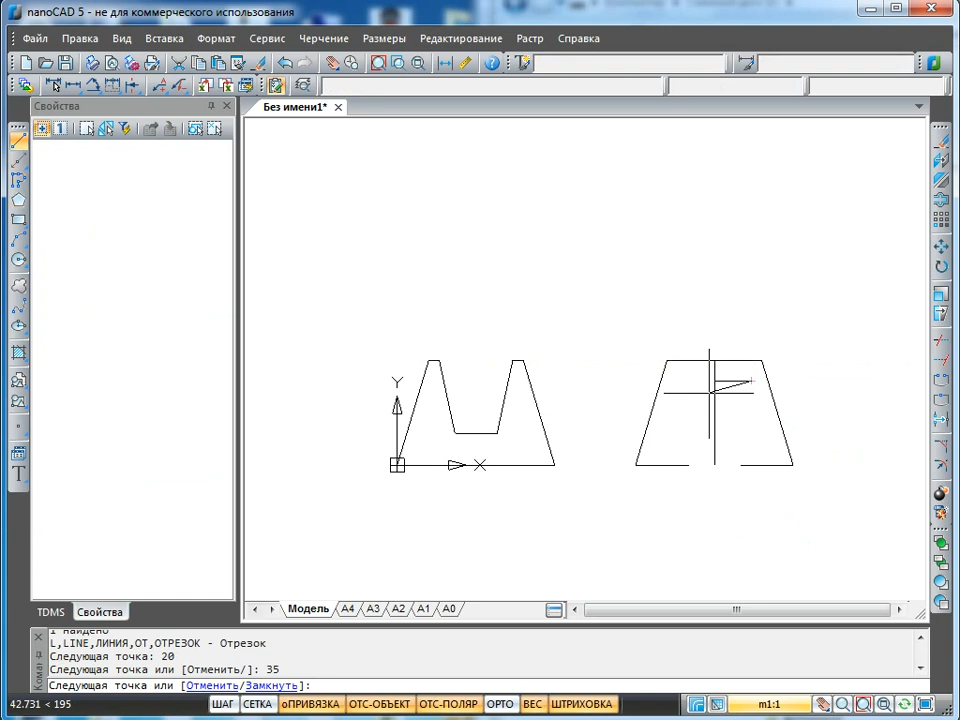 nanoCAD 5 - не для коммерческого использования
Файл Правка Вид Вставка Формат Сервис Черчение Размеры Редактирование Растр Справка
Свойства
Без имени1*
1
Y
X
TDMS Свойства
Модель A4 A3 A2 A1 A0
1 найдено
L,LINE,ЛИНИЯ,ОТ,ОТРЕЗОК - Отрезок
Следующая точка: 20
Следующая точка или [Отменить/]: 35
Следующая точка или [Отменить/Замкнуть]:
42.731 < 195 ШАГ СЕТКА оПРИВЯЗКА ОТС-ОБЪЕКТ ОТС-ПОЛЯР ОРТО ВЕС ШТРИХОВКА m1:1